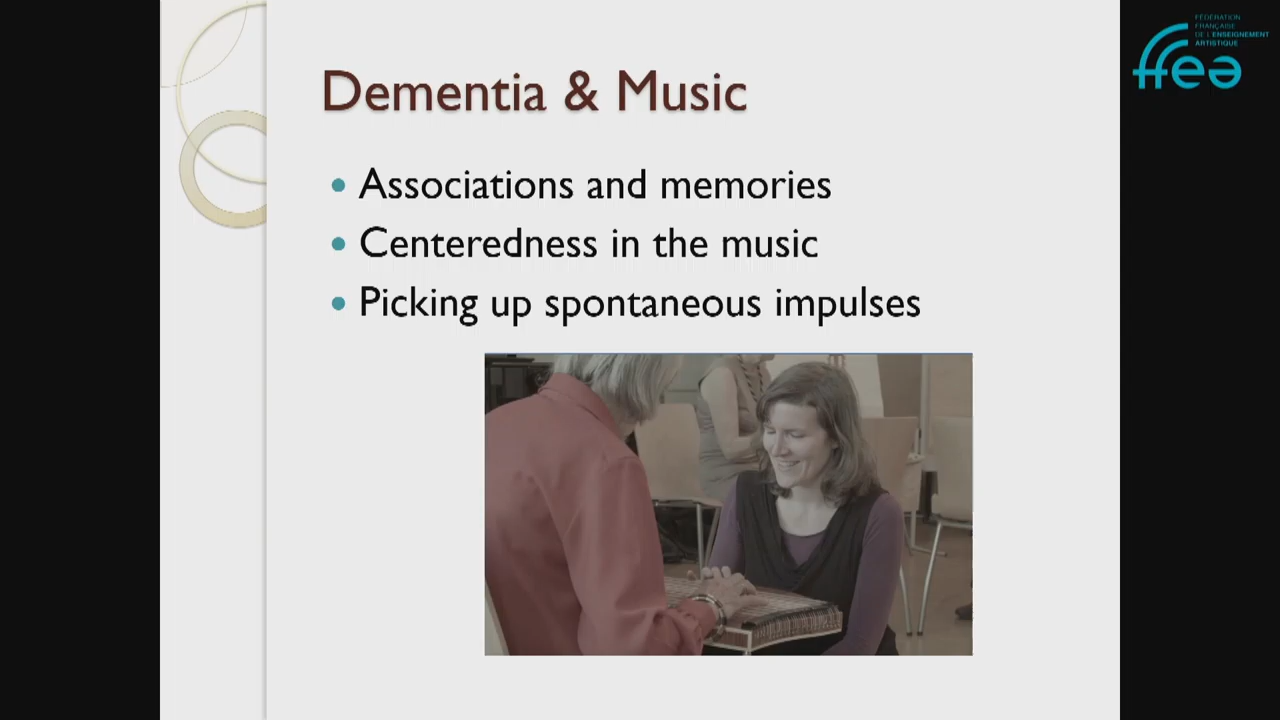 FÉDÉRATION
FRANÇAISE
DE L'ENSEIGNEMENT
ARTISTIQUE
ffea
Dementia & Music
• Associations and memories
• Centeredness in the music
• Picking up spontaneous impulses